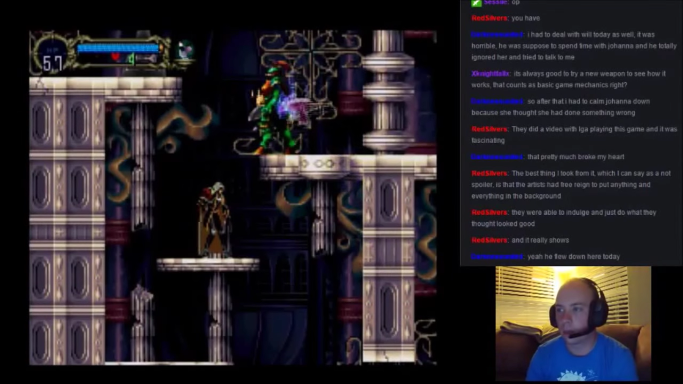 HP
57
Sessar: op
RedSilvers: you have
i had to deal with will today as well, it was
horrible, he was suppose to spend time with johanna and he totally
ignored her and tried to talk to me
Xknightfails: its always good to try a new weapon to see how it
works, that counts as basic game mechanics right?
so after that i had to calm johanna down
because she thought she had done something wrong
RedSilvers: They did a video with Iga playing this game and it was
fascinating
that pretty much broke my heart
RedSilvers: The best thing I took from it, which I can say as a not
spoiler, is that the artists had free reign to put anything and
everything in the background
RedSilvers: they were able to indulge and just do what they
thought looked good
RedSilvers: and it really shows
yeah he flew down here today